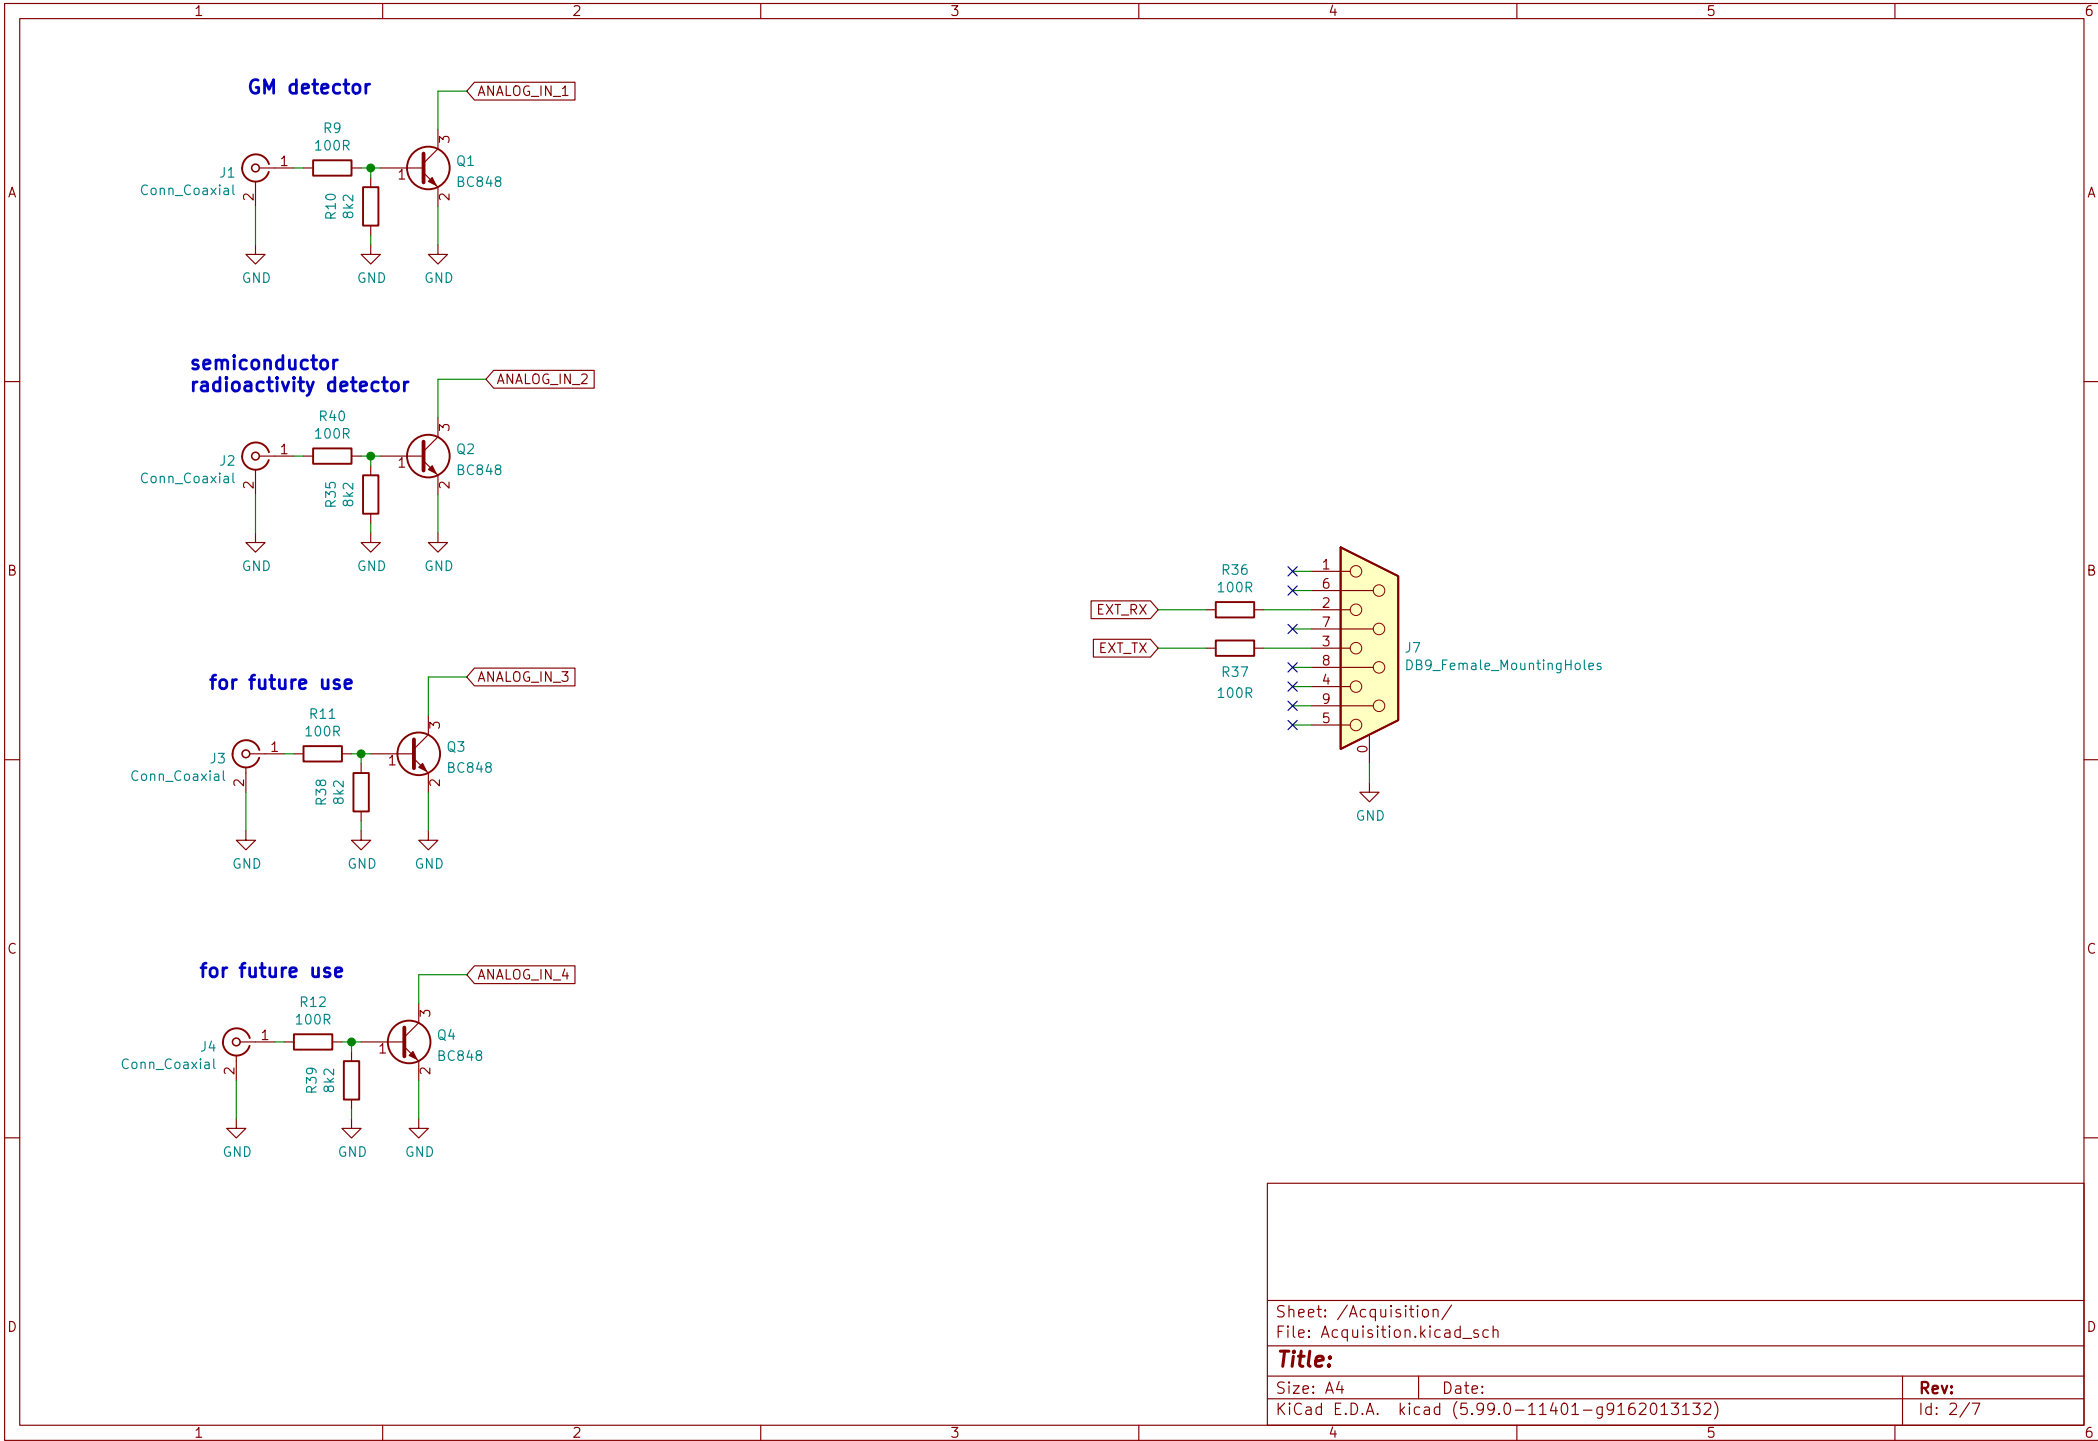 1 2 3 4 5 6
GM detector
ANALOG_IN_1
R9
100R
J1
Conn_Coaxial
1
2
R10
8k2
1
3
2
Q1
BC848
GND
GND
GND
A
A
semiconductor
radioactivity detector
ANALOG_IN_2
R40
100R
J2
Conn_Coaxial
1
2
R35
8k2
1
3
2
Q2
BC848
GND
GND
GND
B
B
R36
100R
EXT_RX
EXT_TX
R37
100R
1
6
2
7
3
8
4
9
5
0
J7
DB9_Female_MountingHoles
GND
for future use
ANALOG_IN_3
R11
100R
J3
Conn_Coaxial
1
2
R38
8k2
1
3
2
Q3
BC848
GND
GND
GND
C
C
for future use
ANALOG_IN_4
R12
100R
J4
Conn_Coaxial
1
2
R39
8k2
1
3
2
Q4
BC848
GND
GND
GND
D
D
Sheet: /Acquisition/
File: Acquisition.kicad_sch
Title:
Size: A4 Date: Rev:
KiCad E.D.A. kicad (5.99.0-11401-g9162013132) Id: 2/7
1 2 3 4 5 6